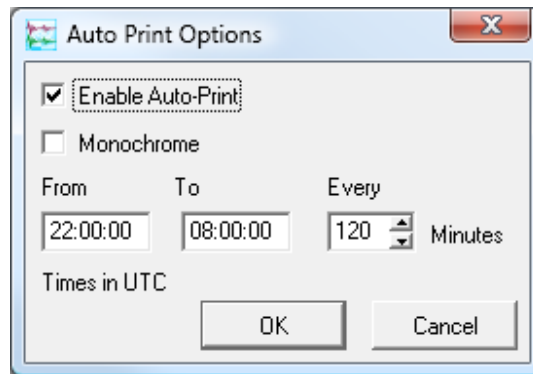 Auto Print Options
Enable Auto-Print
Monochrome
From To Every
22:00:00 08:00:00 120 Minutes
Times in UTC
OK Cancel